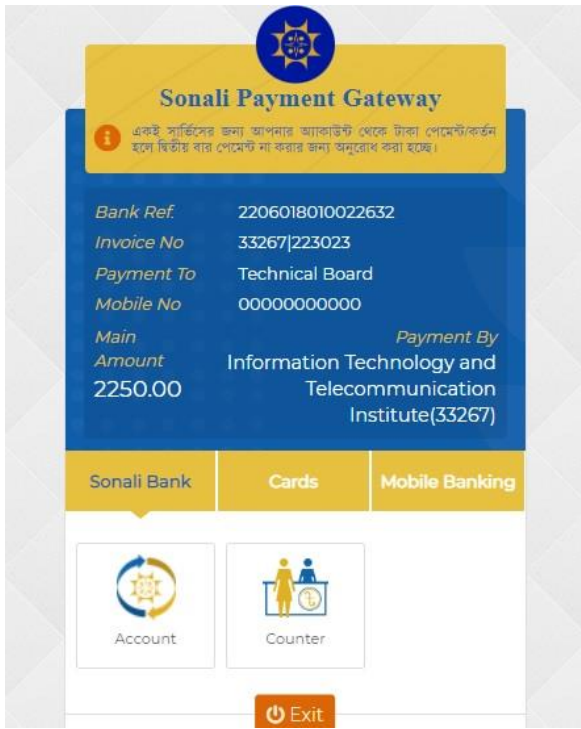 Sonali Payment Gateway
একই সার্ভিসের জন্য আপনার অ্যাকাউন্ট থেকে টাকা পেমেন্ট/কর্তন
হলে দ্বিতীয় বার পেমেন্ট না করার জন্য অনুরোধ করা হচ্ছে।
Bank Ref. 2206018010022632
Invoice No 33267|223023
Payment To Technical Board
Mobile No 00000000000
Main Amount
2250.00
Payment By
Information Technology and
Telecommunication
Institute(33267)
Sonali Bank Cards Mobile Banking
Account Counter
Exit